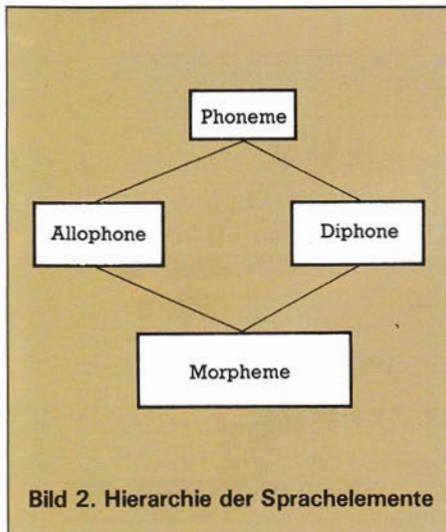 Phoneme
Allophone
Diphone
Morpheme
Bild 2. Hierarchie der Sprachelemente